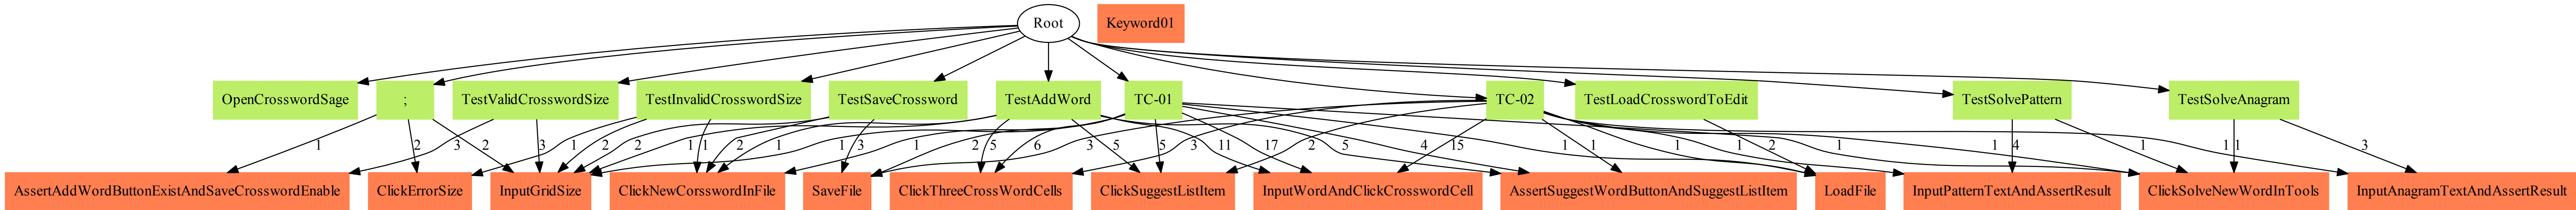 Root
Keyword01
OpenCrosswordSage
;
TestValidCrosswordSize
TestInvalidCrosswordSize
TestSaveCrossword
TestAddWord
TC-01
TC-02
TestLoadCrosswordToEdit
TestSolvePattern
TestSolveAnagram
1
2
2
3
3
1
2
2
1
1
2
1
3
1
1
2
5
6
3
5
5
2
11
17
15
5
4
1
1
1
2
1
4
1
1
1
1
1
3
AssertAddWordButtonExistAndSaveCrosswordEnable
ClickErrorSize
InputGridSize
ClickNewCorsswordInFile
SaveFile
ClickThreeCrossWordCells
ClickSuggestListItem
InputWordAndClickCrosswordCell
AssertSuggestWordButtonAndSuggestListItem
LoadFile
InputPatternTextAndAssertResult
ClickSolveNewWordInTools
InputAnagramTextAndAssertResult